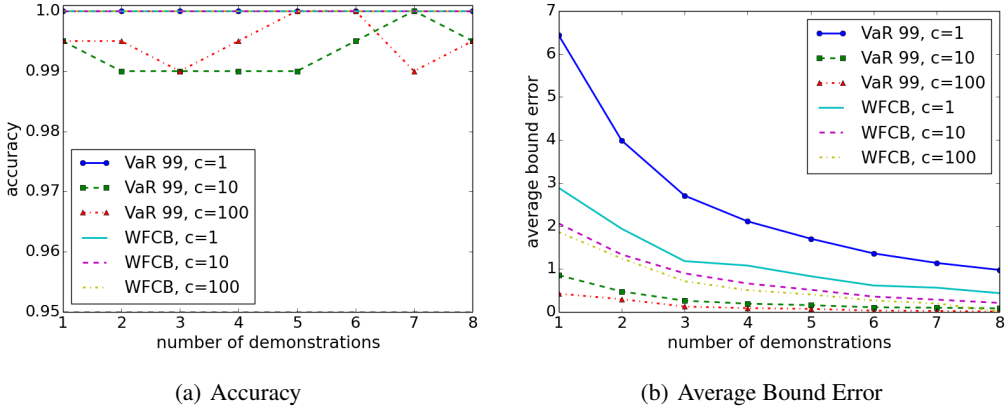 1.0
0.99
0.98
0.97
0.96
0.95
accuracy
VaR 99, c=1
VaR 99, c=10
VaR 99, c=100
WFCB, c=1
WFCB, c=10
WFCB, c=100
1 2 3 4 5 6 7 8
number of demonstrations
(a) Accuracy
7
6
5
4
3
2
1
0
average bound error
VaR 99, c=1
VaR 99, c=10
VaR 99, c=100
WFCB, c=1
WFCB, c=10
WFCB, c=100
1 2 3 4 5 6 7 8
number of demonstrations
(b) Average Bound Error